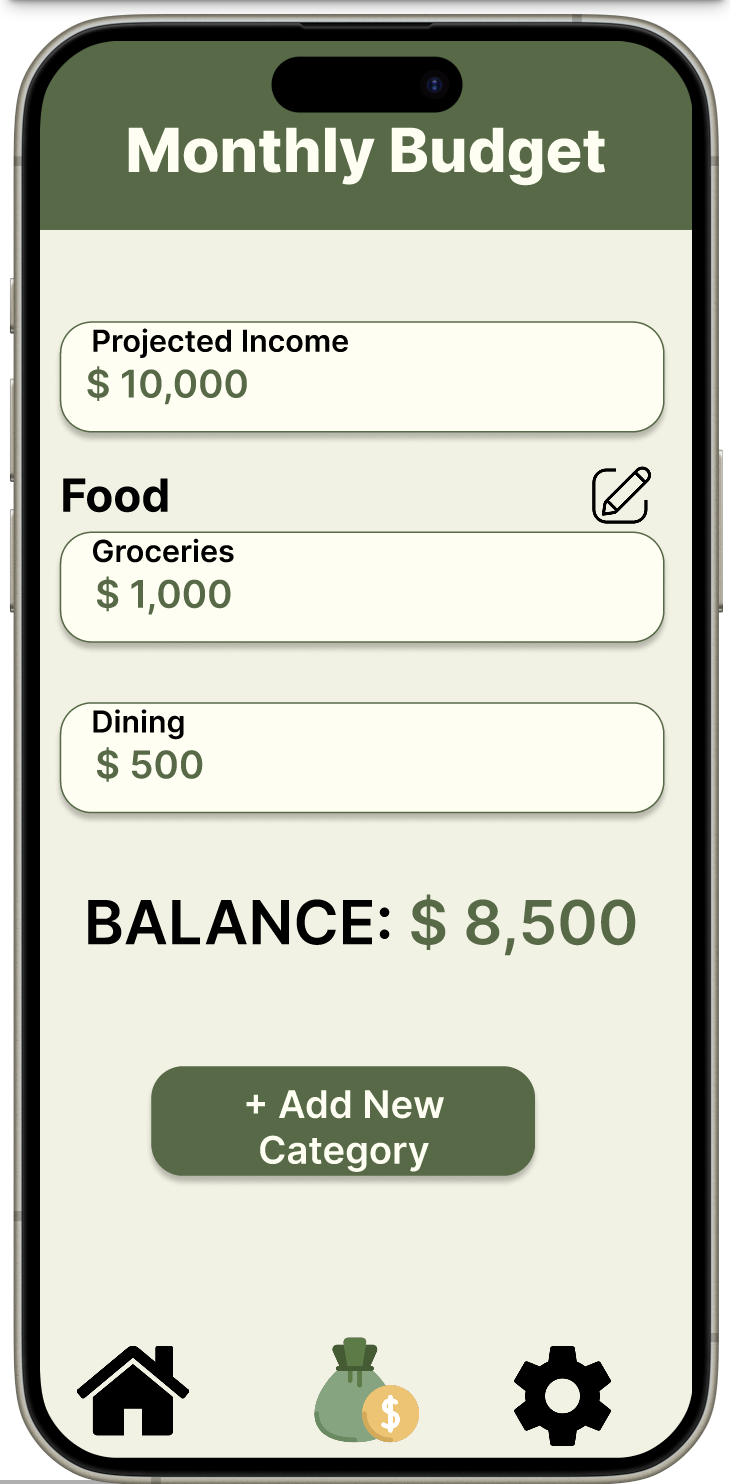 Monthly Budget
Projected Income
$ 10,000
Food
Groceries
$ 1,000
Dining
$ 500
BALANCE: $ 8,500
+ Add New
Category
$